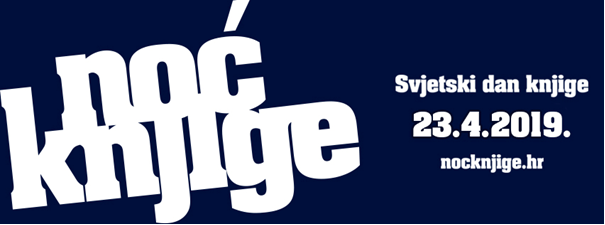 noć
knjige
Svjetski dan knjige
23.4.2019.
nocknjige.hr